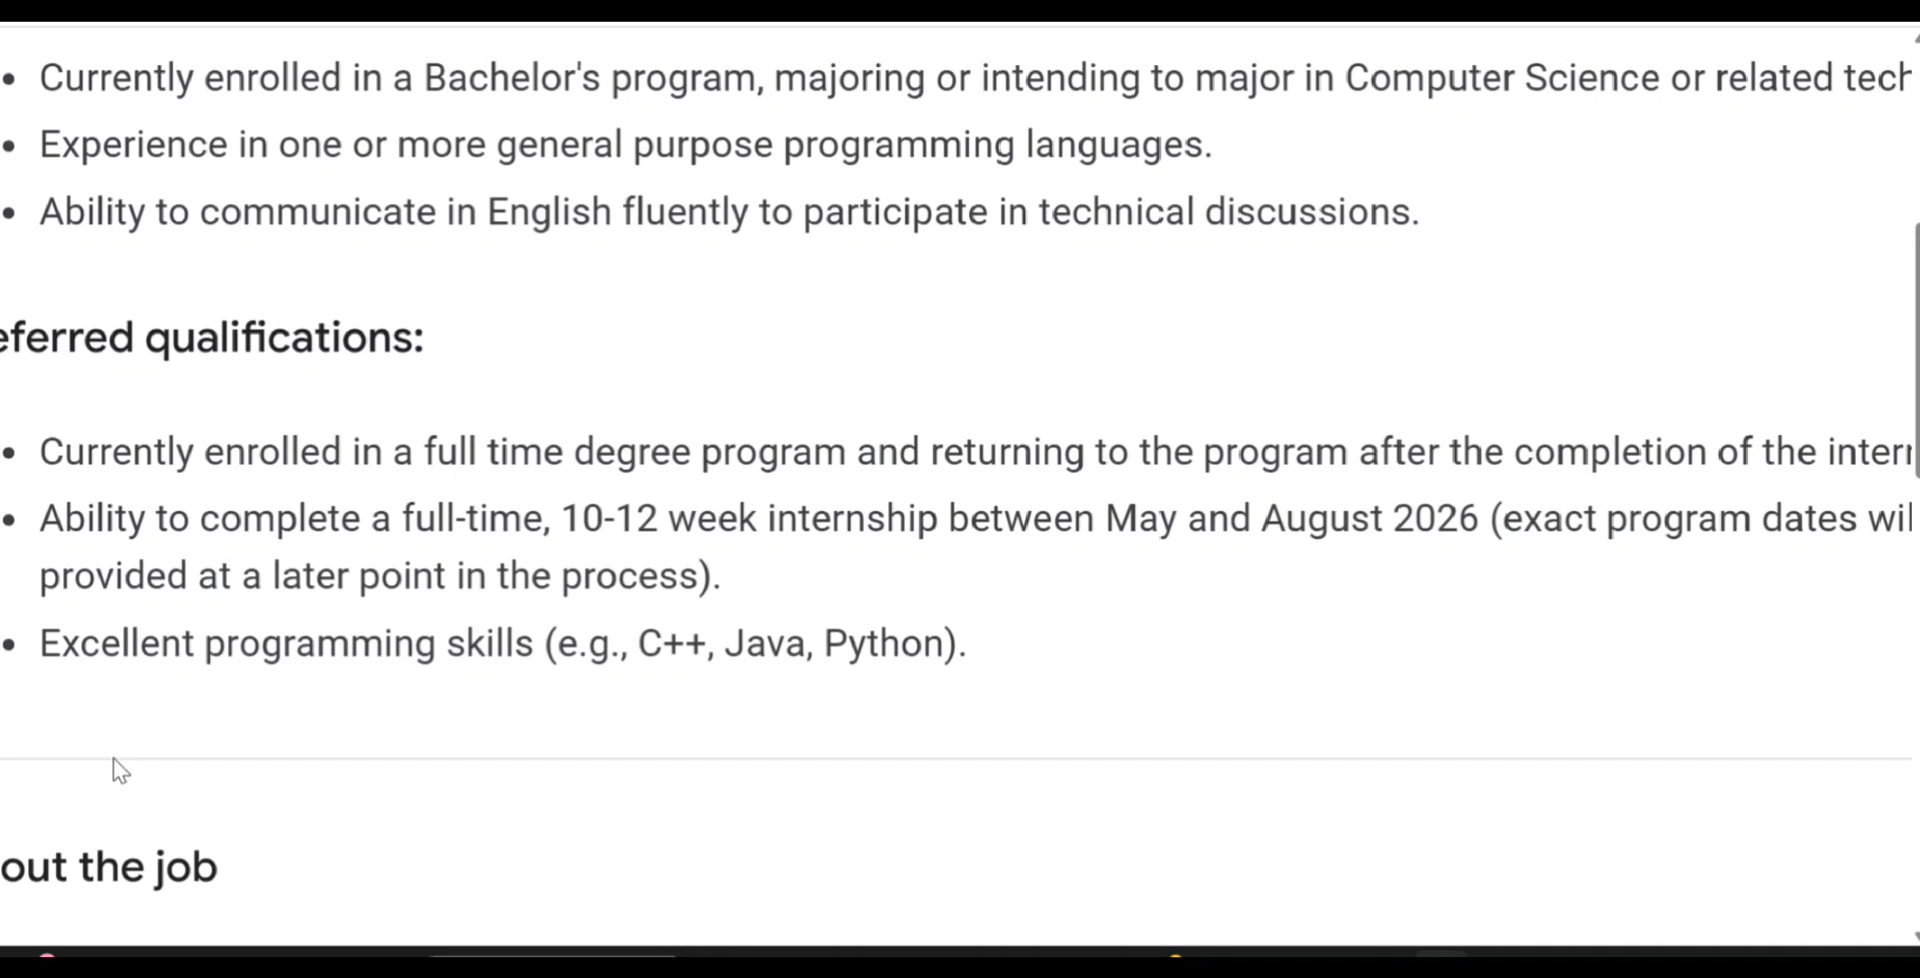 • Currently enrolled in a Bachelor's program, majoring or intending to major in Computer Science or related tech
• Experience in one or more general purpose programming languages.
• Ability to communicate in English fluently to participate in technical discussions.
eferred qualifications:
• Currently enrolled in a full time degree program and returning to the program after the completion of the intern
• Ability to complete a full-time, 10-12 week internship between May and August 2026 (exact program dates wil
provided at a later point in the process).
• Excellent programming skills (e.g., C++, Java, Python).
out the job